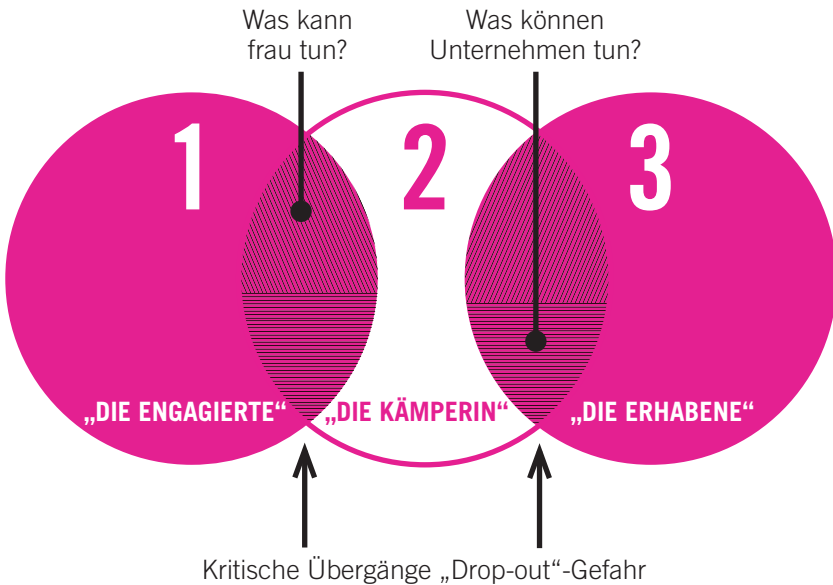 Was kann
frau tun?
Was können
Unternehmen tun?
1
2
3
„DIE ENGAGIERTE“
„DIE KÄMPERIN“
„DIE ERHABENE“
Kritische Übergänge „Drop-out“-Gefahr